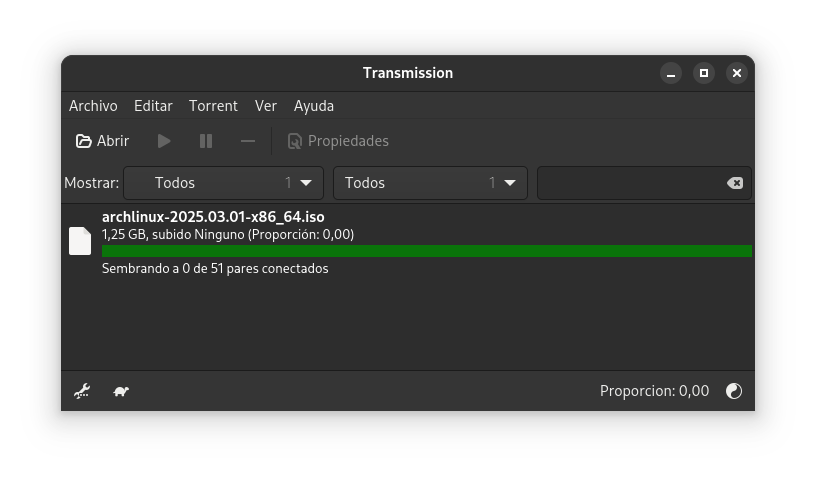 Transmission
Archivo Editar Torrent Ver Ayuda
Abrir Propiedades
Mostrar: Todos 1 Todos 1
archlinux-2025.03.01-x86_64.iso
1,25 GB, subido Ninguno (Proporción: 0,00)
Sembrando a 0 de 51 pares conectados
Proporcion: 0,00